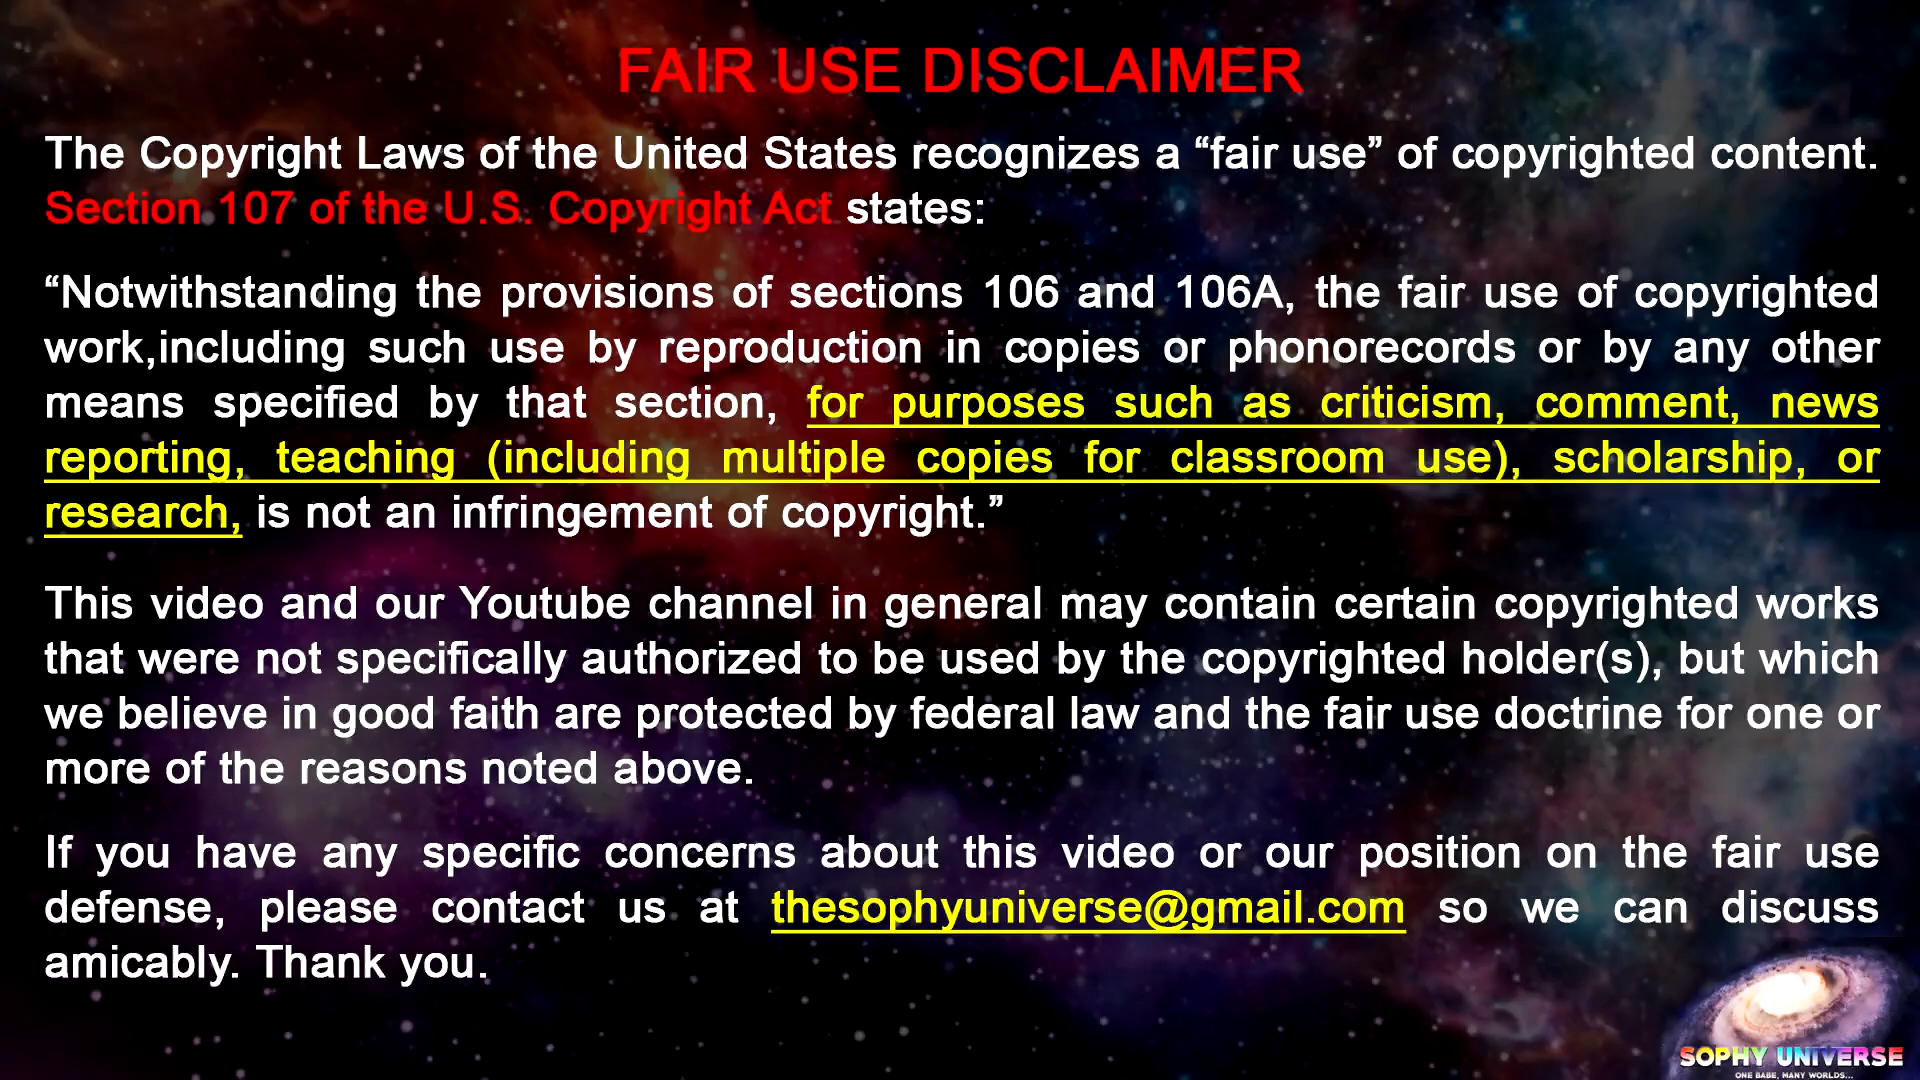 FAIR USE DISCLAIMER
The Copyright Laws of the United States recognizes a “fair use” of copyrighted content.
Section 107 of the U.S. Copyright Act states:
“Notwithstanding the provisions of sections 106 and 106A, the fair use of copyrighted
work,including such use by reproduction in copies or phonorecords or by any other
means specified by that section, for purposes such as criticism, comment, news
reporting, teaching (including multiple copies for classroom use), scholarship, or
research, is not an infringement of copyright.”
This video and our Youtube channel in general may contain certain copyrighted works
that were not specifically authorized to be used by the copyrighted holder(s), but which
we believe in good faith are protected by federal law and the fair use doctrine for one or
more of the reasons noted above.
If you have any specific concerns about this video or our position on the fair use
defense, please contact us at thesophyuniverse@gmail.com so we can discuss
amicably. Thank you.
SOPHY UNIVERSE
ONE BABE, MANY WORLDS...